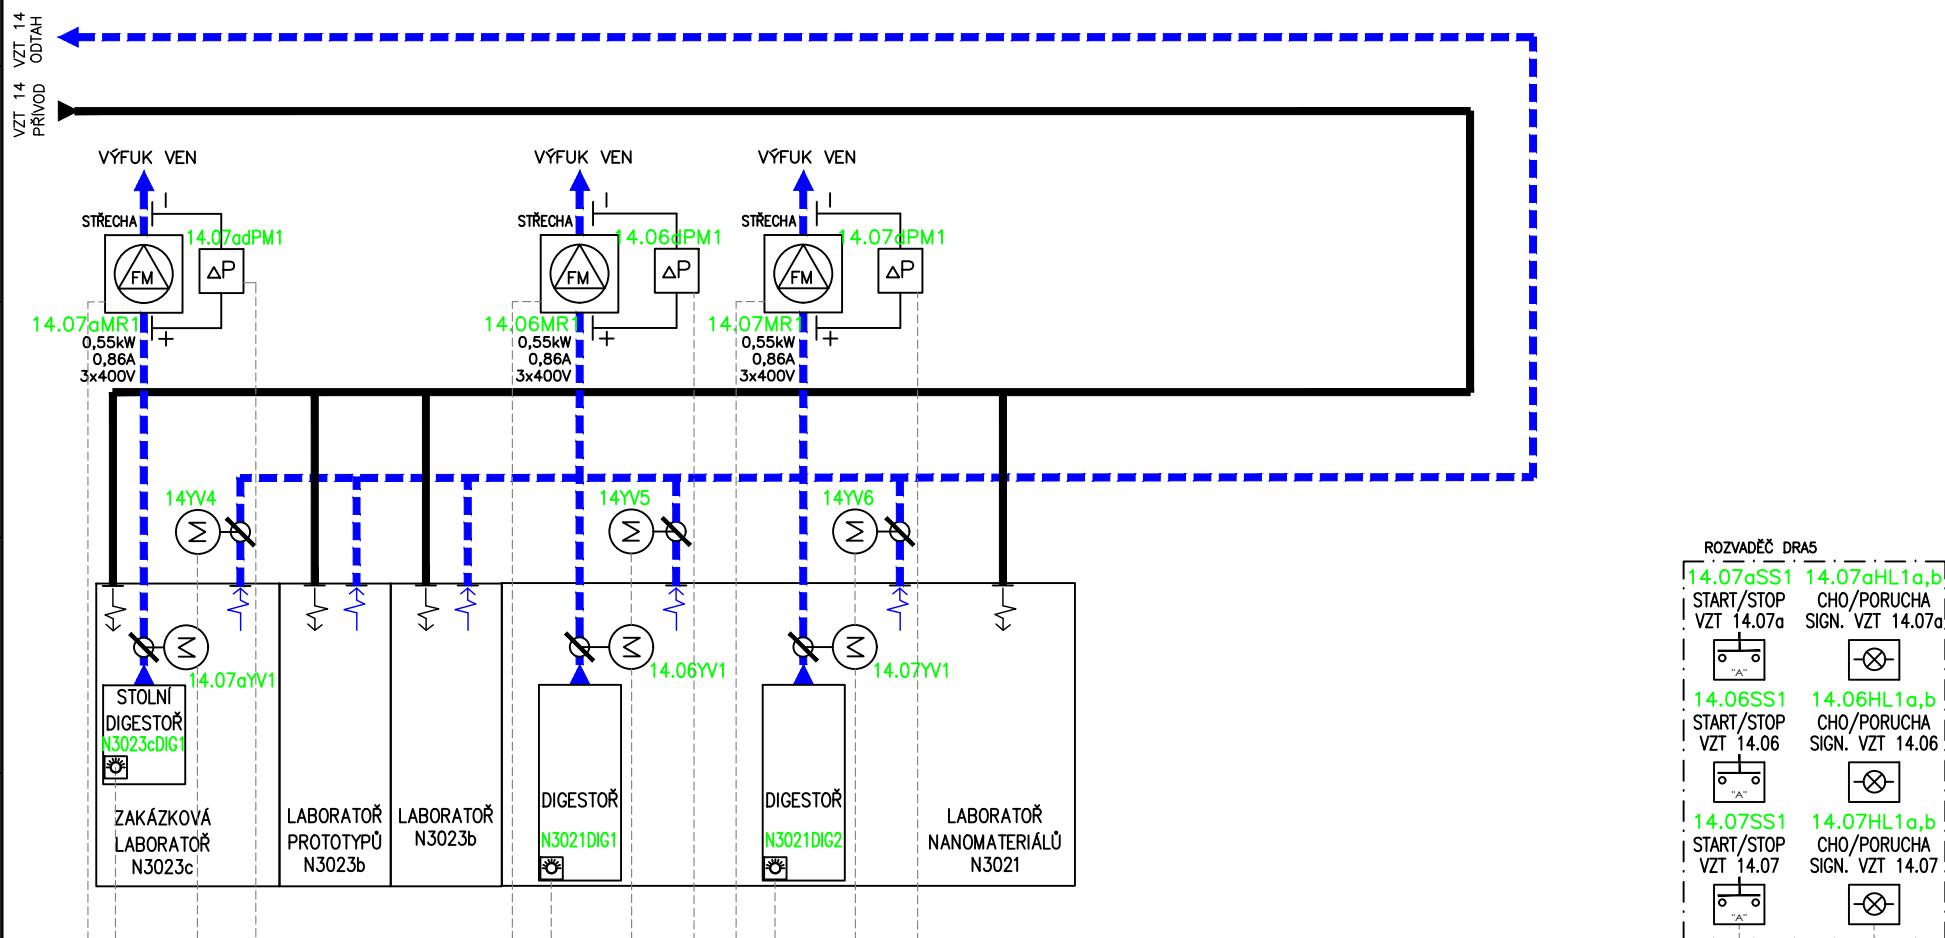 VZT 14
ODTAH
VZT 14
PŘÍVOD
VÝFUK VEN
VÝFUK VEN
VÝFUK VEN
STŘECHA
14.07adPM1
STŘECHA
14.06dPM1
STŘECHA
14.07dPM1
FM
ΔP
FM
ΔP
FM
ΔP
14.07aMR1
0,55kW
0,86A
3x400V
14.06MR1
0,55kW
0,86A
3x400V
14.07MR1
0,55kW
0,86A
3x400V
14YV4
14YV5
14YV6
M
M
M
M
M
M
14.07aYV1
14.06YV1
14.07YV1
STOLNÍ
DIGESTOŘ
N3023cDIG1
ZAKÁZKOVÁ
LABORATOŘ
N3023c
LABORATOŘ
PROTOTYPŮ
N3023b
LABORATOŘ
N3023b
DIGESTOŘ
N3021DIG1
DIGESTOŘ
N3021DIG2
LABORATOŘ
NANOMATERIÁLŮ
N3021
ROZVADĚČ DRA5
14.07aSS1 14.07aHL1a,b
START/STOP CHO/PORUCHA
VZT 14.07a SIGN. VZT 14.07a
"A"
14.06SS1 14.06HL1a,b
START/STOP CHO/PORUCHA
VZT 14.06 SIGN. VZT 14.06
"A"
14.07SS1 14.07HL1a,b
START/STOP CHO/PORUCHA
VZT 14.07 SIGN. VZT 14.07
"A"